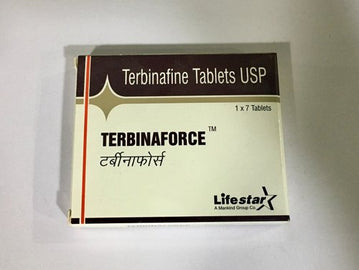 Terbinafine Tablets USP
1 x 7 Tablets
TERBINAFORCE™
टर्बीनाफोर्स
Lifestar
A Mankind Group Co.